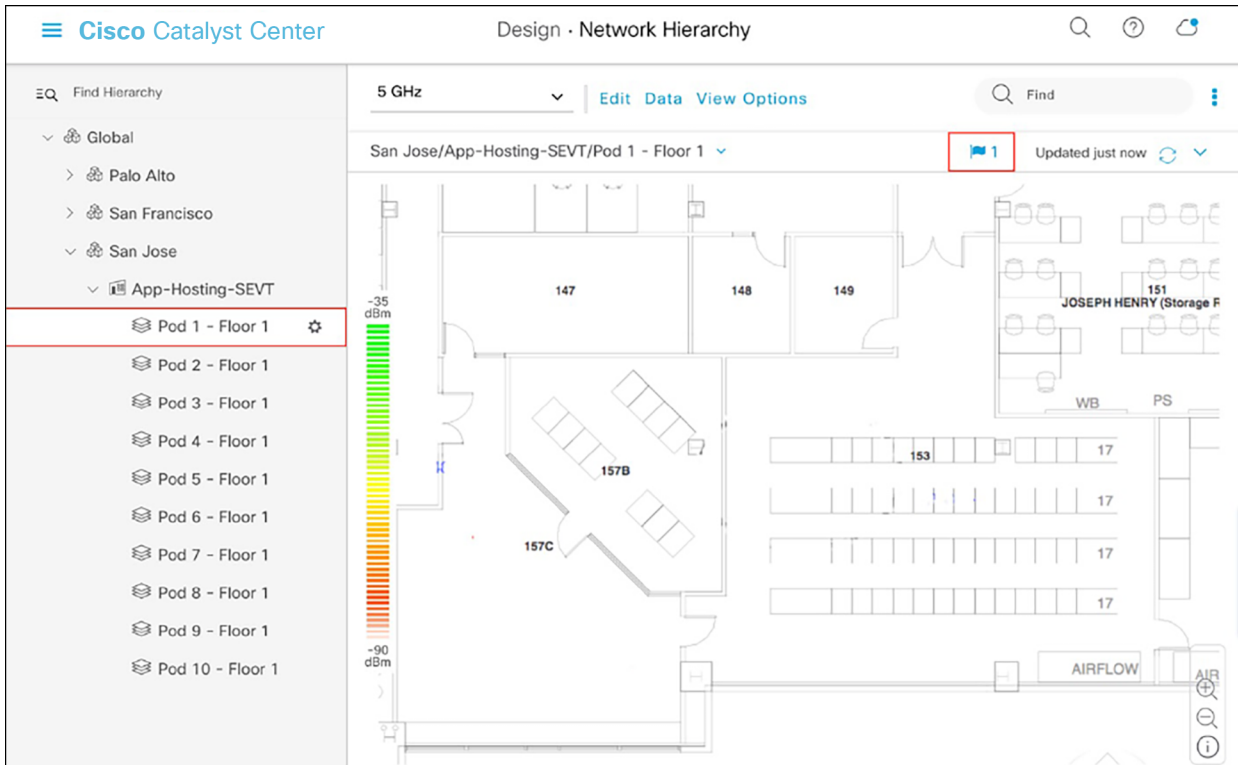 Cisco Catalyst Center
Design · Network Hierarchy
Find Hierarchy
Global
Palo Alto
San Francisco
San Jose
App-Hosting-SEVT
Pod 1 - Floor 1
Pod 2 - Floor 1
Pod 3 - Floor 1
Pod 4 - Floor 1
Pod 5 - Floor 1
Pod 6 - Floor 1
Pod 7 - Floor 1
Pod 8 - Floor 1
Pod 9 - Floor 1
Pod 10 - Floor 1
5 GHz
Edit Data View Options
Find
San Jose/App-Hosting-SEVT/Pod 1 - Floor 1
1
Updated just now
-35
dBm
147
148
149
151
JOSEPH HENRY (Storage R
WB
PS
157B
153
17
17
157C
17
17
-90
dBm
AIRFLOW
AIR